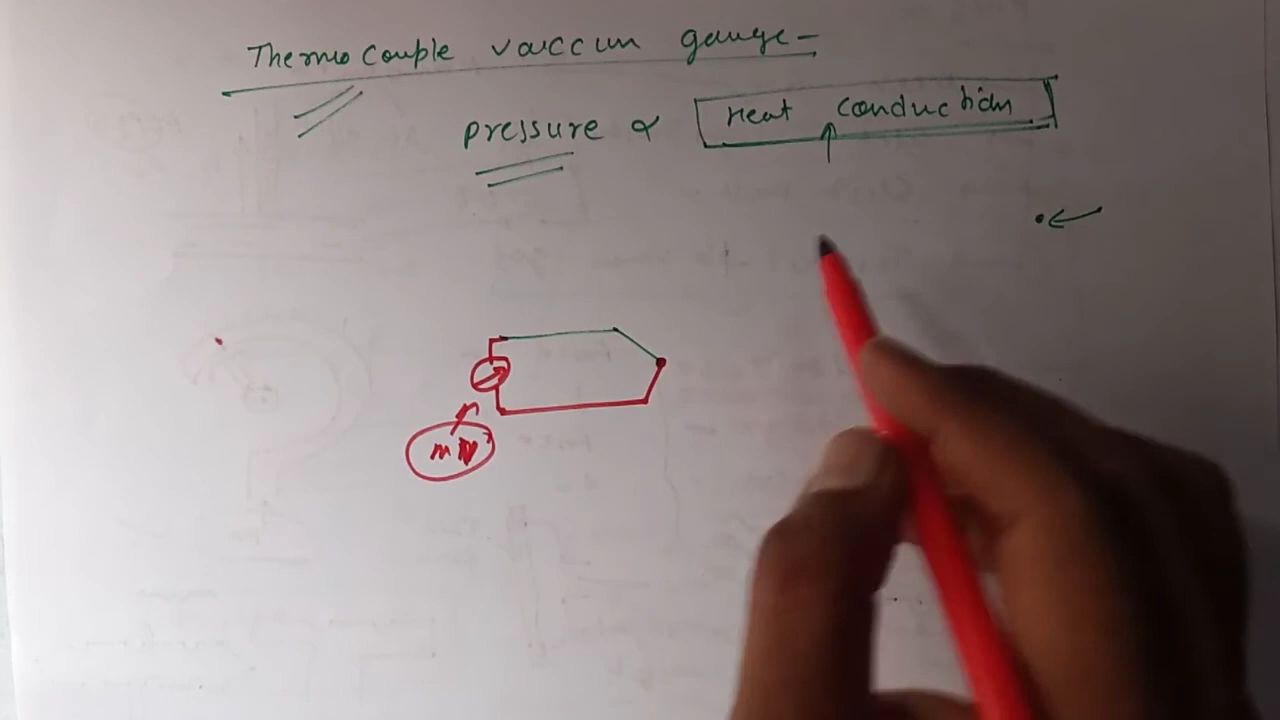 Thermo couple vaccum gauge-
pressure ∝ Heat conduction
mV